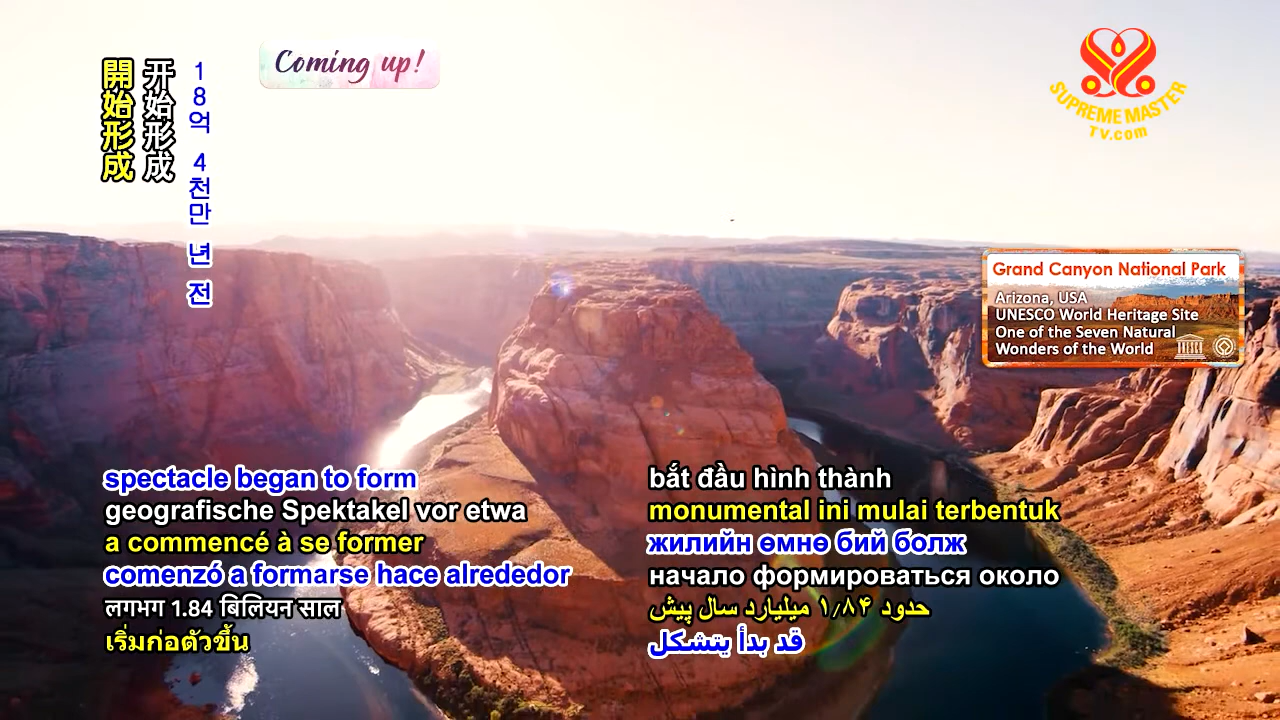 開始形成
开始形成
18억 4천만 년 전
Coming up!
SUPREME MASTER
TV.com
Grand Canyon National Park
Arizona, USA
UNESCO World Heritage Site
One of the Seven Natural
Wonders of the World
spectacle began to form
geografische Spektakel vor etwa
a commencé à se former
comenzó a formarse hace alrededor
लगभग 1.84 बिलियन साल
เริ่มก่อตัวขึ้น
bắt đầu hình thành
monumental ini mulai terbentuk
жилийн өмнө бий болж
начало формироваться около
حدود ۱٫۸۴ میلیارد سال پیش
قد بدأ يتشكل